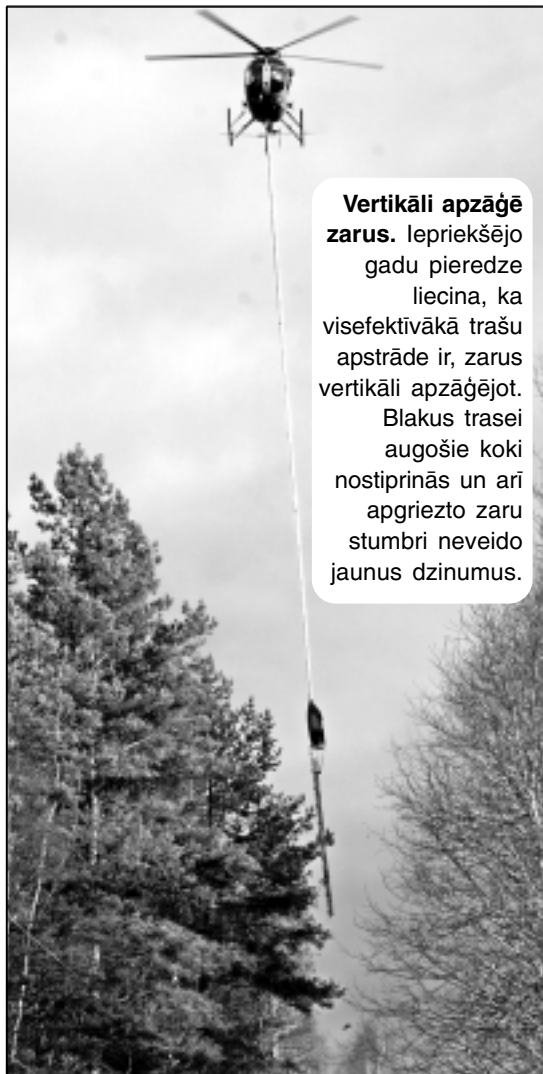 Vertikāli apzāģē
zarus. Iepriekšējo
gadu pieredze
liecina, ka
visefektīvākā trašu
apstrāde ir, zarus
vertikāli apzāģējot.
Blakus trasei
augošie koki
nostiprinās un arī
apgriezto zaru
stumbri neveido
jaunus dzinumus.